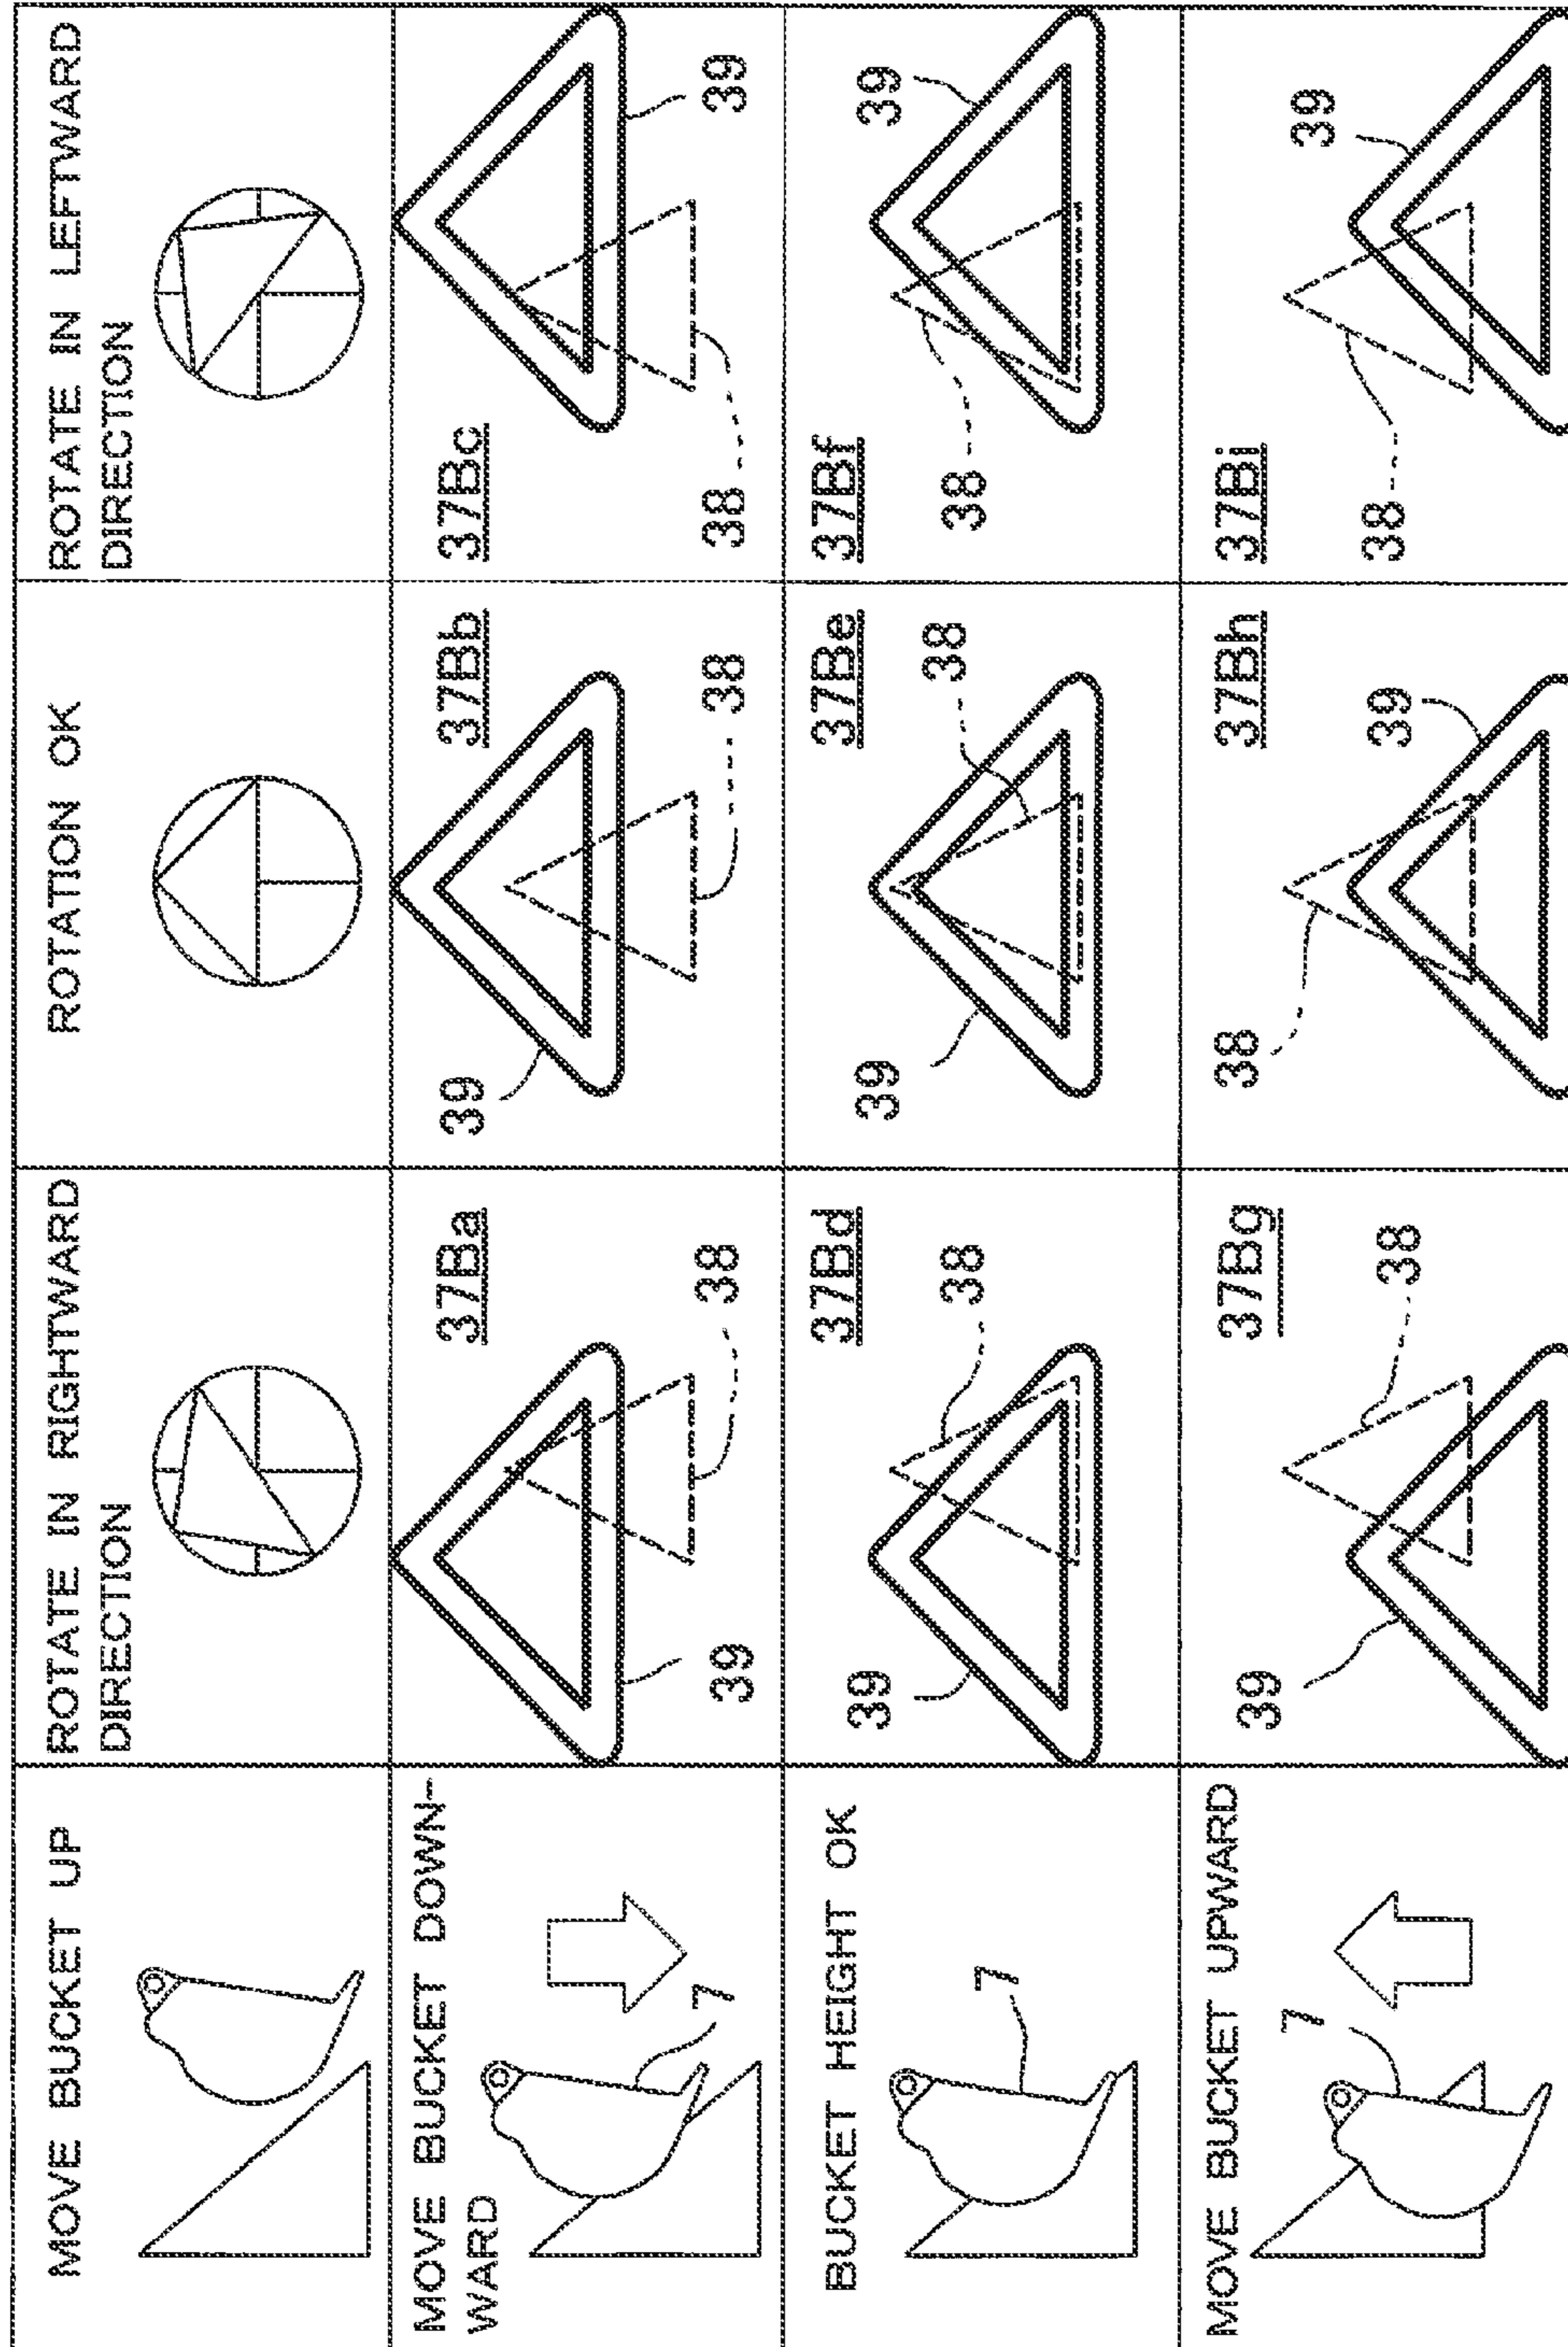 MOVE BUCKET UP
ROTATE IN RIGHTWARD
DIRECTION
ROTATION OK
ROTATE IN LEFTWARD
DIRECTION
MOVE BUCKET DOWN-
WARD
7
37Ba
39
38
37Bb
39
38
37Bc
38
39
BUCKET HEIGHT OK
7
37Bd
39
38
37Be
39
38
37Bf
38
39
MOVE BUCKET UPWARD
7
37Bg
39
38
37Bh
38
39
37Bi
38
39